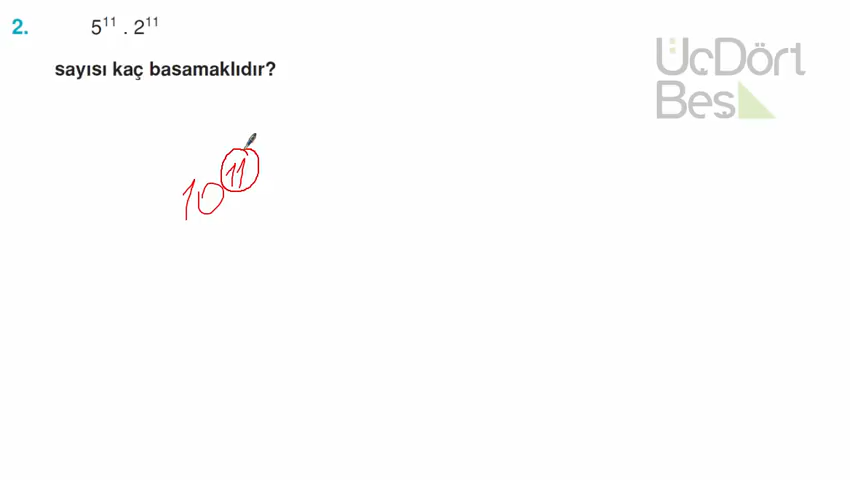 2. 5¹¹ . 2¹¹
sayısı kaç basamaklıdır?
ÜçDört
Beş
10¹¹